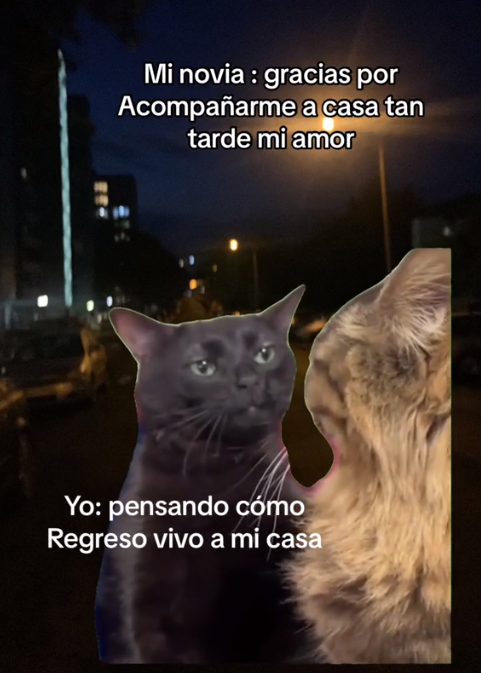 Mi novia : gracias por
Acompañarme a casa tan
tarde mi amor
Yo: pensando cómo
Regreso vivo a mi casa